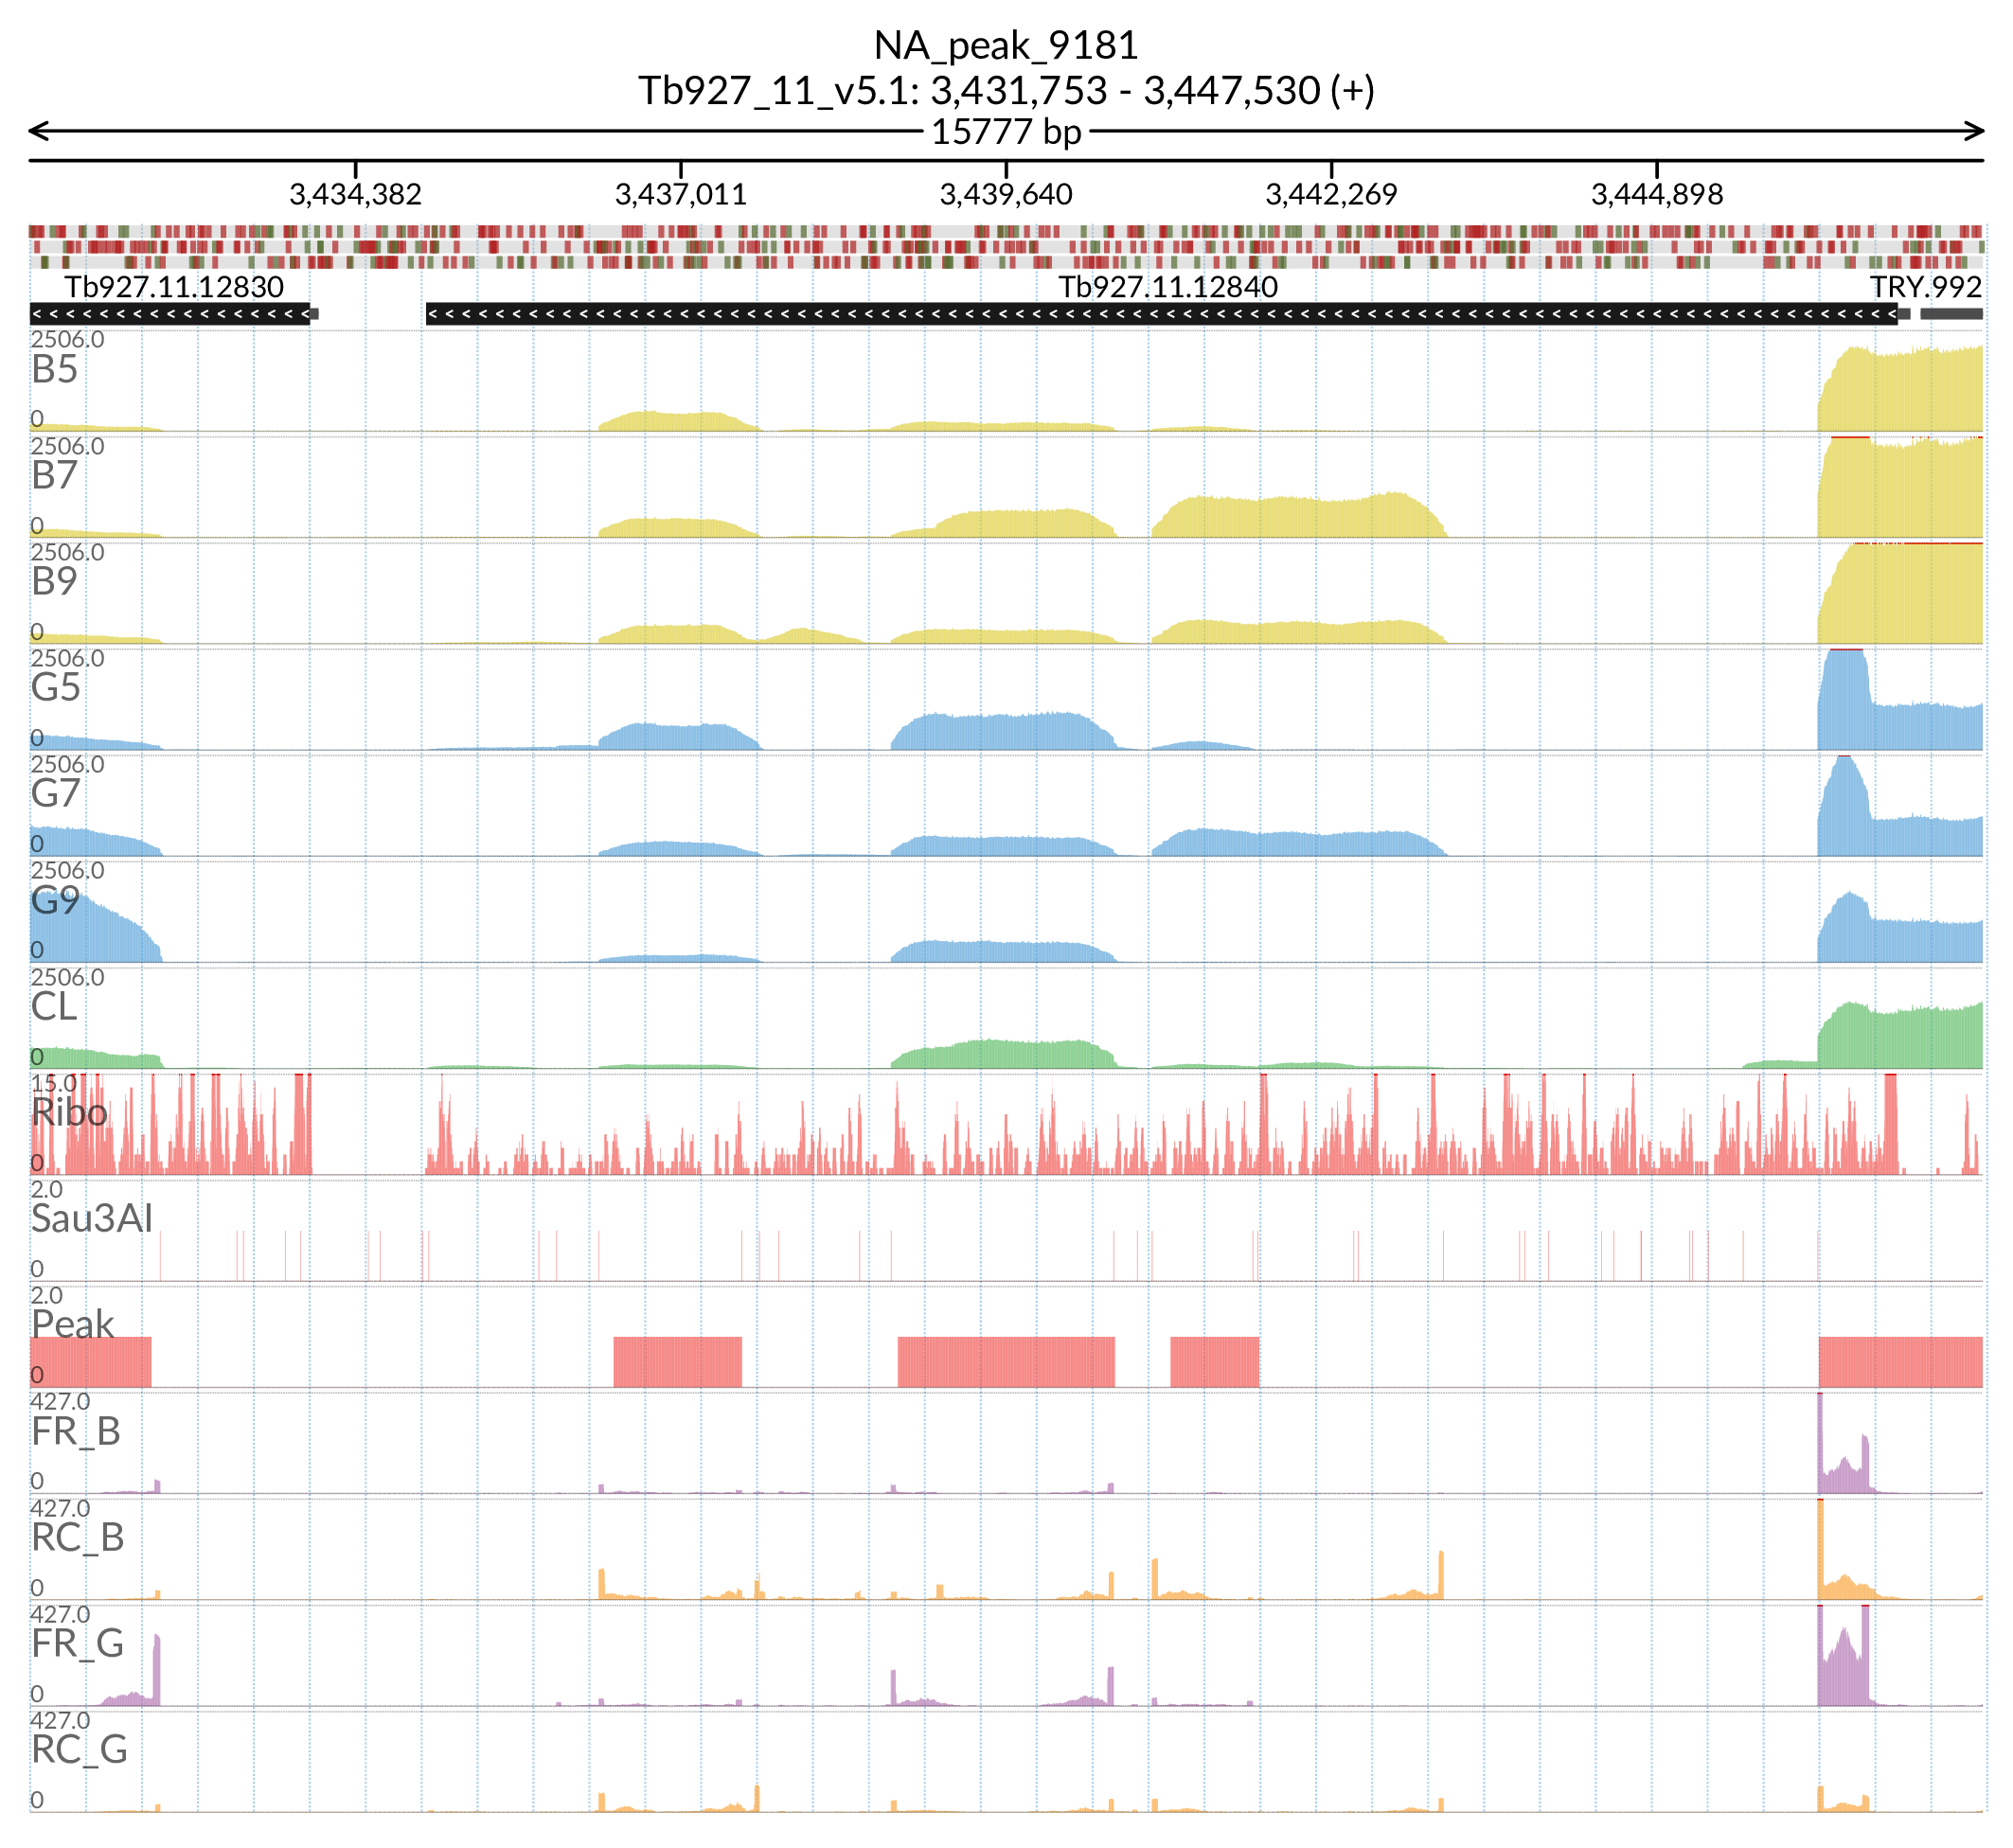 NA_peak_9181
Tb927_11_v5.1: 3,431,753 - 3,447,530 (+)
15777 bp
3,434,382 3,437,011 3,439,640 3,442,269 3,444,898
Tb927.11.12830 Tb927.11.12840 TRY.992
2506.0
B5
0
2506.0
B7
0
2506.0
B9
0
2506.0
G5
0
2506.0
G7
0
2506.0
G9
0
2506.0
CL
0
15.0
Ribo
0
2.0
Sau3AI
0
2.0
Peak
0
427.0
FR_B
0
427.0
RC_B
0
427.0
FR_G
0
427.0
RC_G
0